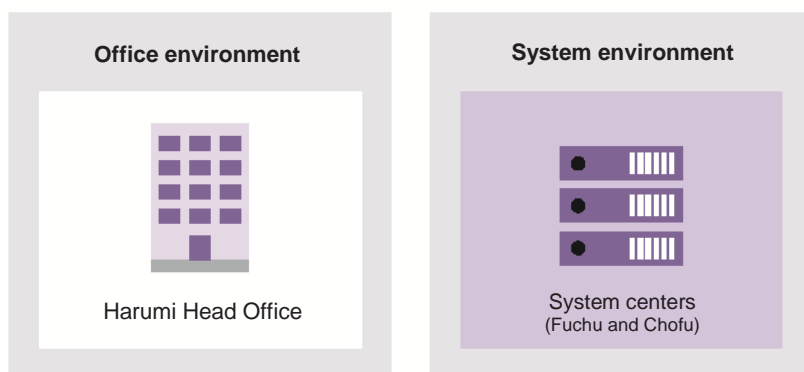 Office environment
Harumi Head Office
System environment
System centers
(Fuchu and Chofu)